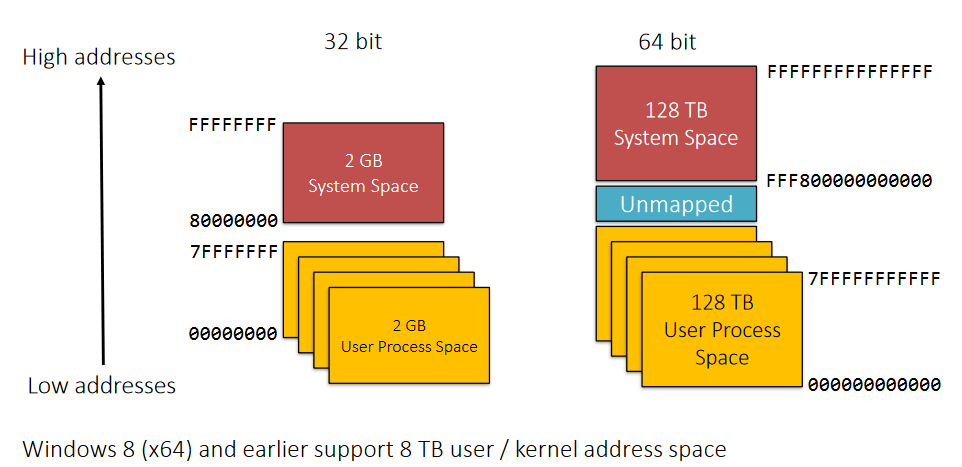 32 bit
64 bit
High addresses
FFFFFFFFFFFFFFF
128 TB
System Space
FFFFFFFF
2 GB
System Space
FFF800000000000
Unmapped
80000000
7FFFFFFF
7FFFFFFFFFFF
128 TB
User Process
Space
00000000
2 GB
User Process Space
Low addresses
000000000000
Windows 8 (x64) and earlier support 8 TB user / kernel address space